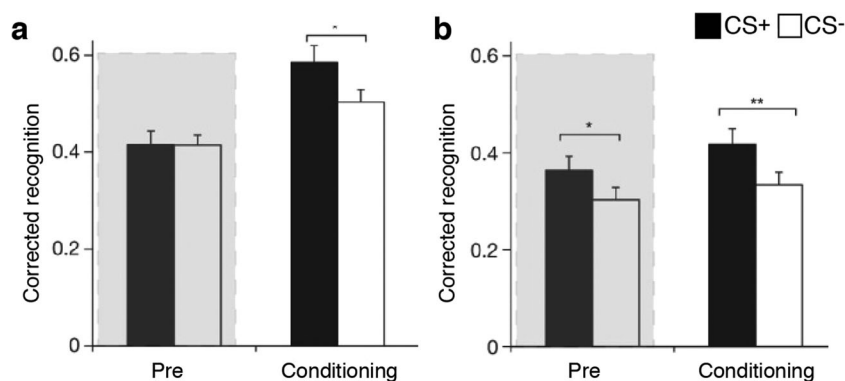 a
0.6
0.4
0.2
0
Corrected recognition
*
Pre Conditioning
b
CS+ CS-
0.6
0.4
0.2
0
Corrected recognition
*
**
Pre Conditioning